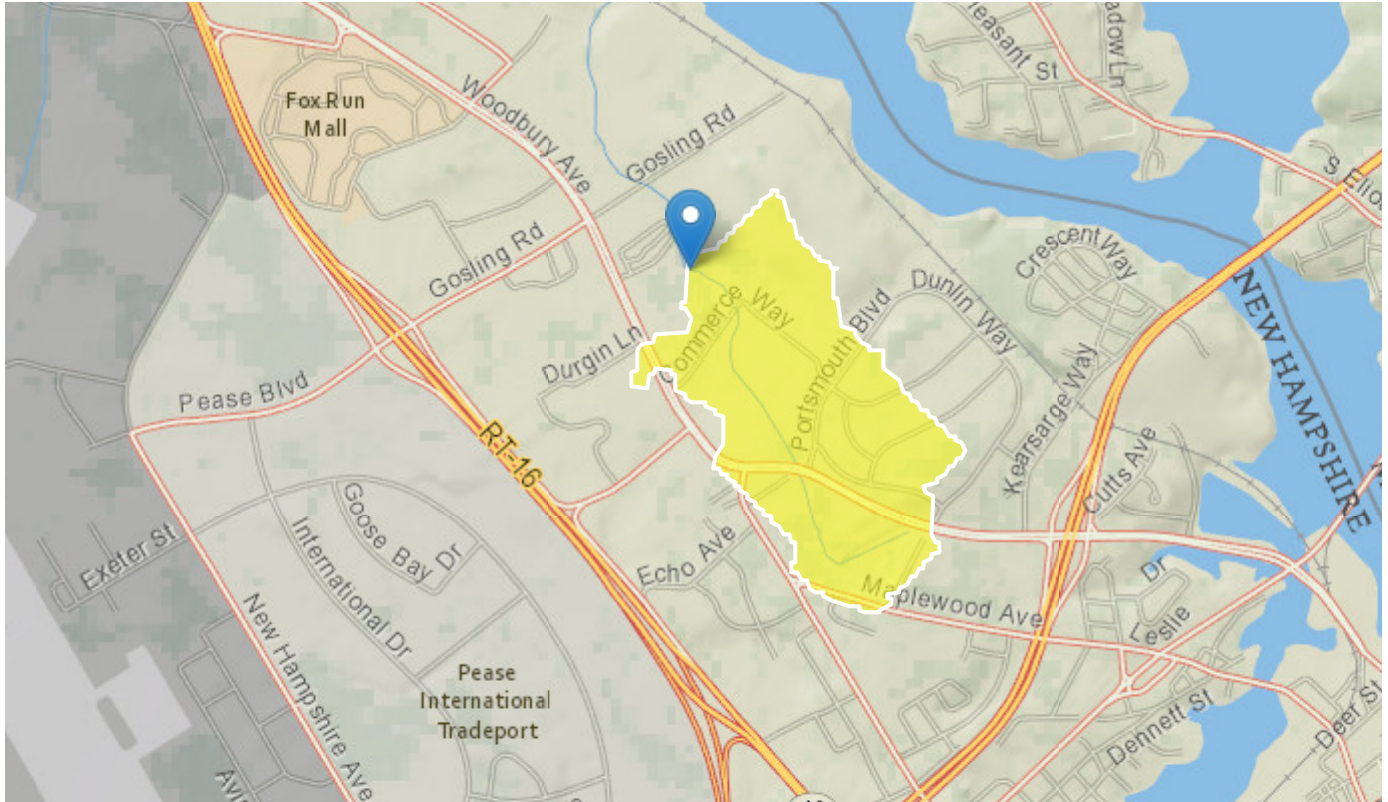 Pleasant St
Fox Run
Mall
Woodbury Ave
Gosling Rd
S Eliot
Gosling Rd
Crescent Way
Commerce Way
Dunlin Way
NEW HAMPSHIRE
Durgin Ln
Portsmouth Blvd
Pease Blvd
Kearsarge Way
RT-16
Cutts Ave
Goose Bay Dr
Exeter St
International Dr
Echo Ave
Maplewood Ave
Dr
Leslie
New Hampshire Ave
Pease
International
Tradeport
Dennett St
Deer St